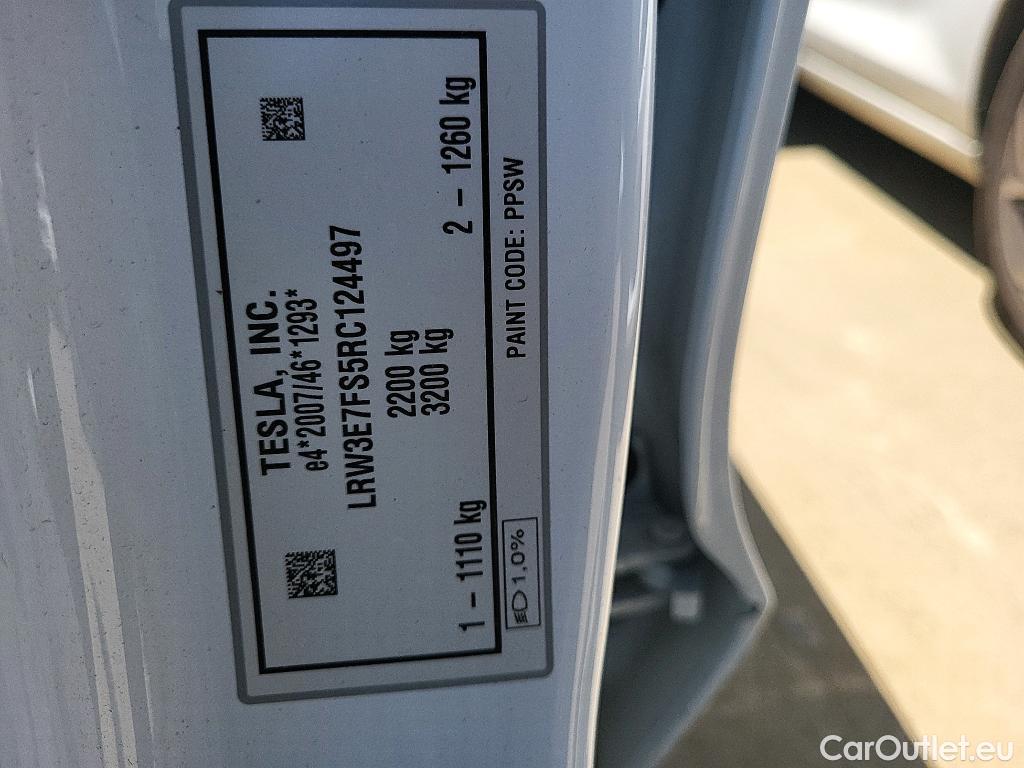 TESLA, INC.
e4*2007/46*1293*
LRW3E7FS5RC124497
2200 kg
3200 kg
1 – 1110 kg
2 – 1260 kg
1,0%
PAINT CODE: PPSW
CarOutlet.eu